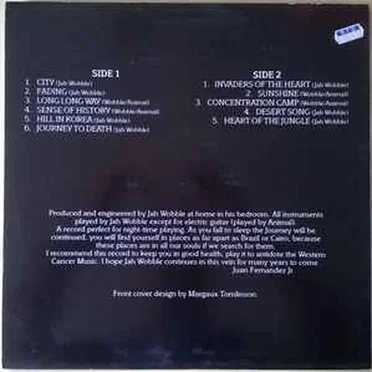 SIDE 1
1. CITY (Jah Wobble)
2. FADING (Jah Wobble)
3. LONG LONG WAY (Wobble/Animal)
4. SENSE OF HISTORY (Wobble/Animal)
5. HILL IN KOREA (Jah Wobble)
6. JOURNEY TO DEATH (Jah Wobble)
SIDE 2
1. INVADERS OF THE HEART (Jah Wobble)
2. SUNSHINE (Wobble/Animal)
3. CONCENTRATION CAMP (Wobble/Animal)
4. DESERT SONG (Jah Wobble)
5. HEART OF THE JUNGLE (Jah Wobble)
Produced and engineered by Jah Wobble at home in his bedroom. All instruments
played by Jah Wobble except for electric guitar (played by Animal).
A record perfect for night-time playing. As you fall to sleep the Journey will be
continued, you will find yourself in places as far apart as Brazil or Cairo, because
these places are in all our souls if we search for them.
I recommend this record to keep you in good health, play it to antidote the Western
Cancer Music. I hope Jah Wobble continues in this vein for many years to come
Juan Fernandez Jr
Front cover design by Margaux Tomlinson.